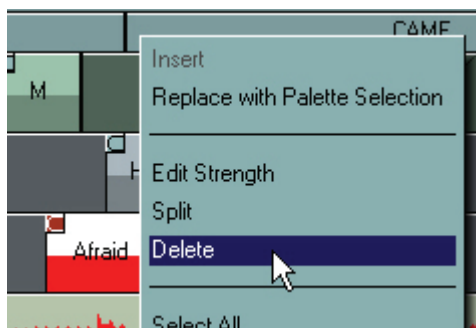 CAME
Insert
M
Replace with Palette Selection
H
Edit Strength
Split
Afraid
Delete
Select All